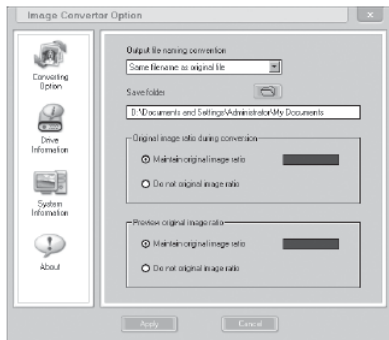 Image Convertor Option
x
Converting
Option
Drive
Information
System
Information
About
Output file naming convention
Same filename as original file
Save folder
D:\Documents and Settings\Administrator\My Documents
Original image ratio during conversion
Maintain original image ratio
Do not original image ratio
Preview original image ratio
Maintain original image ratio
Do not original image ratio
Apply
Cancel